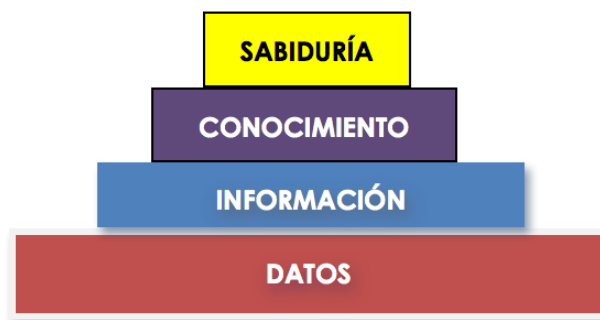 SABIDURÍA
CONOCIMIENTO
INFORMACIÓN
DATOS